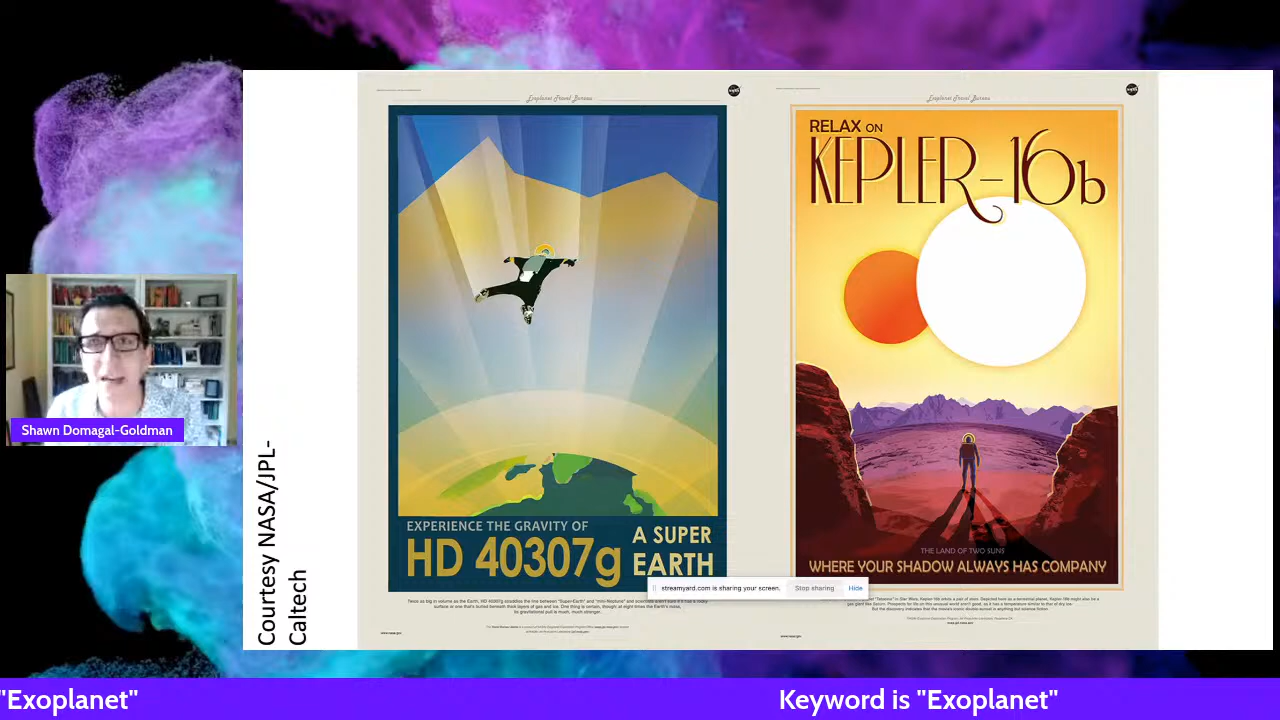 Exoplanet Travel Bureau
Exoplanet Travel Bureau
RELAX ON
KEPLER-16b
Shawn Domagal-Goldman
Courtesy NASA/JPL-
Caltech
EXPERIENCE THE GRAVITY OF
HD 40307g
A SUPER
EARTH
THE LAND OF TWO SUNS
WHERE YOUR SHADOW ALWAYS HAS COMPANY
streamyard.com is sharing your screen.
Stop sharing
Hide
"Exoplanet"
Keyword is "Exoplanet"